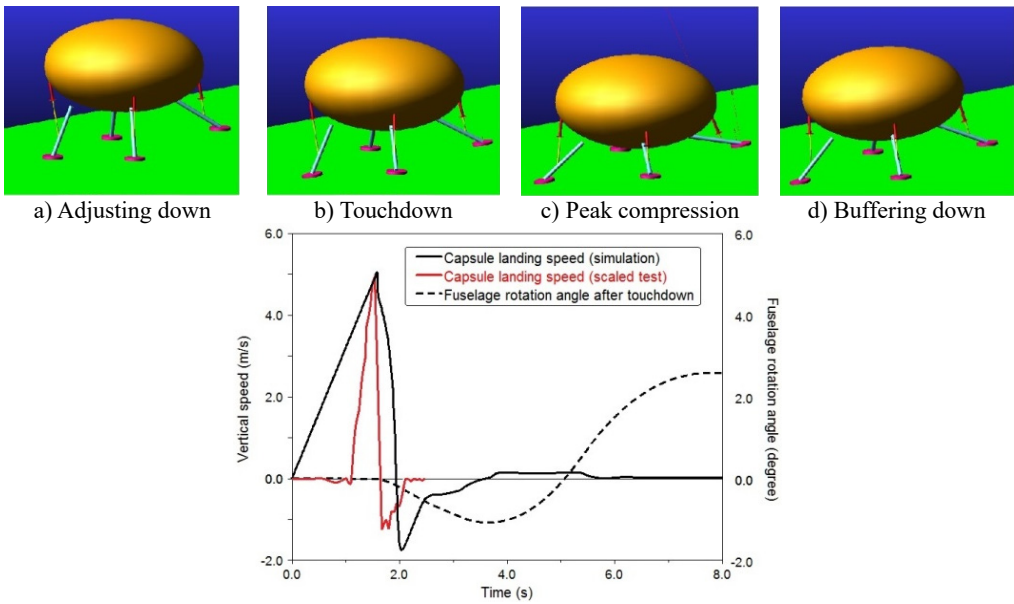 a) Adjusting down
b) Touchdown
c) Peak compression
d) Buffering down
6.0
4.0
2.0
0.0
-2.0
Vertical speed (m/s)
Capsule landing speed (simulation)
Capsule landing speed (scaled test)
Fuselage rotation angle after touchdown
6.0
4.0
2.0
0.0
-2.0
Fuselage rotation angle (degree)
0.0
2.0
4.0
6.0
8.0
Time (s)